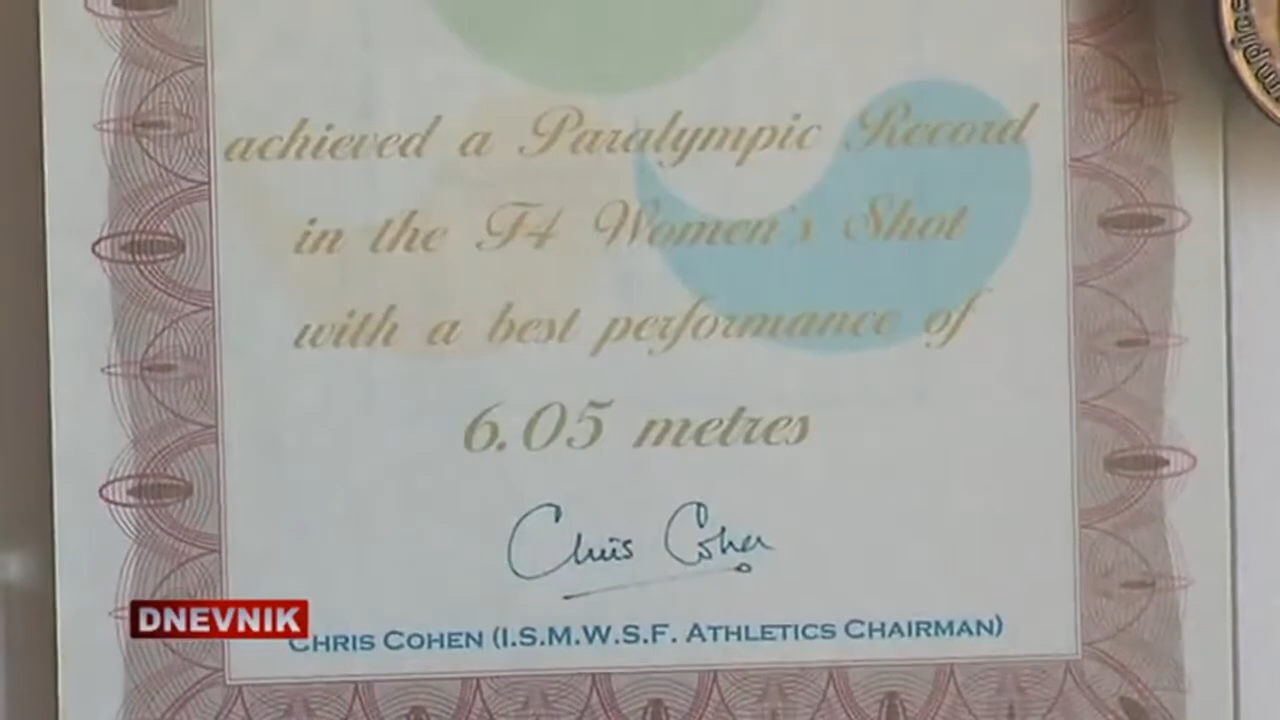 achieved a Paralympic Record
in the F4 Women's Shot
with a best performance of
6.05 metres
Chris Cohen
DNEVNIK
CHRIS COHEN (I.S.M.W.S.F. ATHLETICS CHAIRMAN)